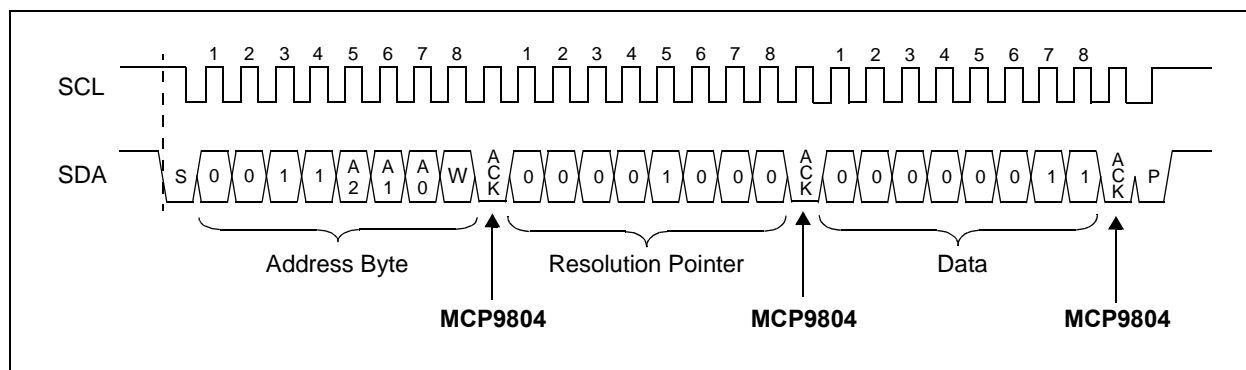 1 2 3 4 5 6 7 8 1 2 3 4 5 6 7 8 1 2 3 4 5 6 7 8
SCL
SDA S 0 0 1 1 A2 A1 A0 W ACK 0 0 0 0 1 0 0 0 ACK 0 0 0 0 0 0 1 1 ACK P
Address Byte Resolution Pointer Data
MCP9804 MCP9804 MCP9804